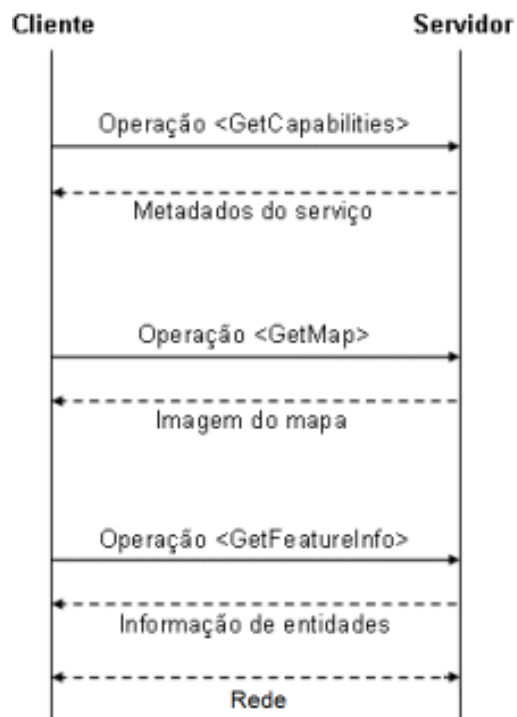 Cliente
Servidor
Operação <GetCapabilities>
Metadados do serviço
Operação <GetMap>
Imagem do mapa
Operação <GetFeatureInfo>
Informação de entidades
Rede